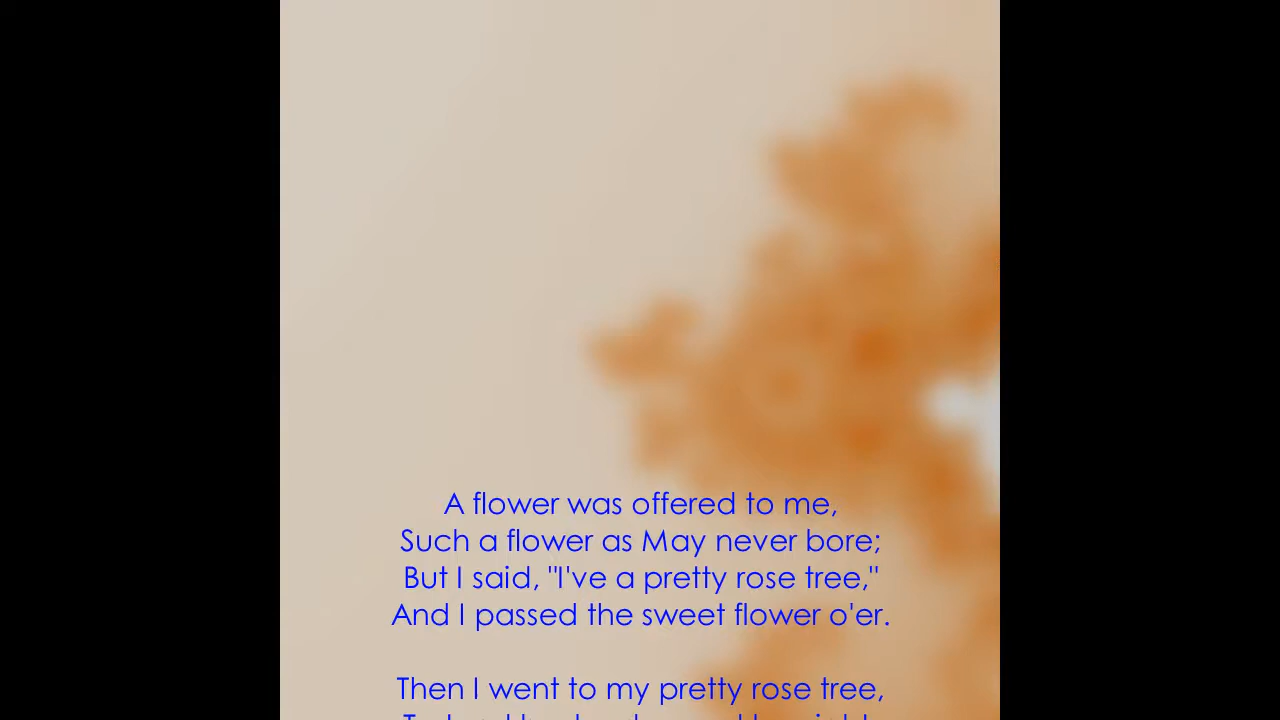 A flower was offered to me,
Such a flower as May never bore;
But I said, "I've a pretty rose tree,"
And I passed the sweet flower o'er.
Then I went to my pretty rose tree,